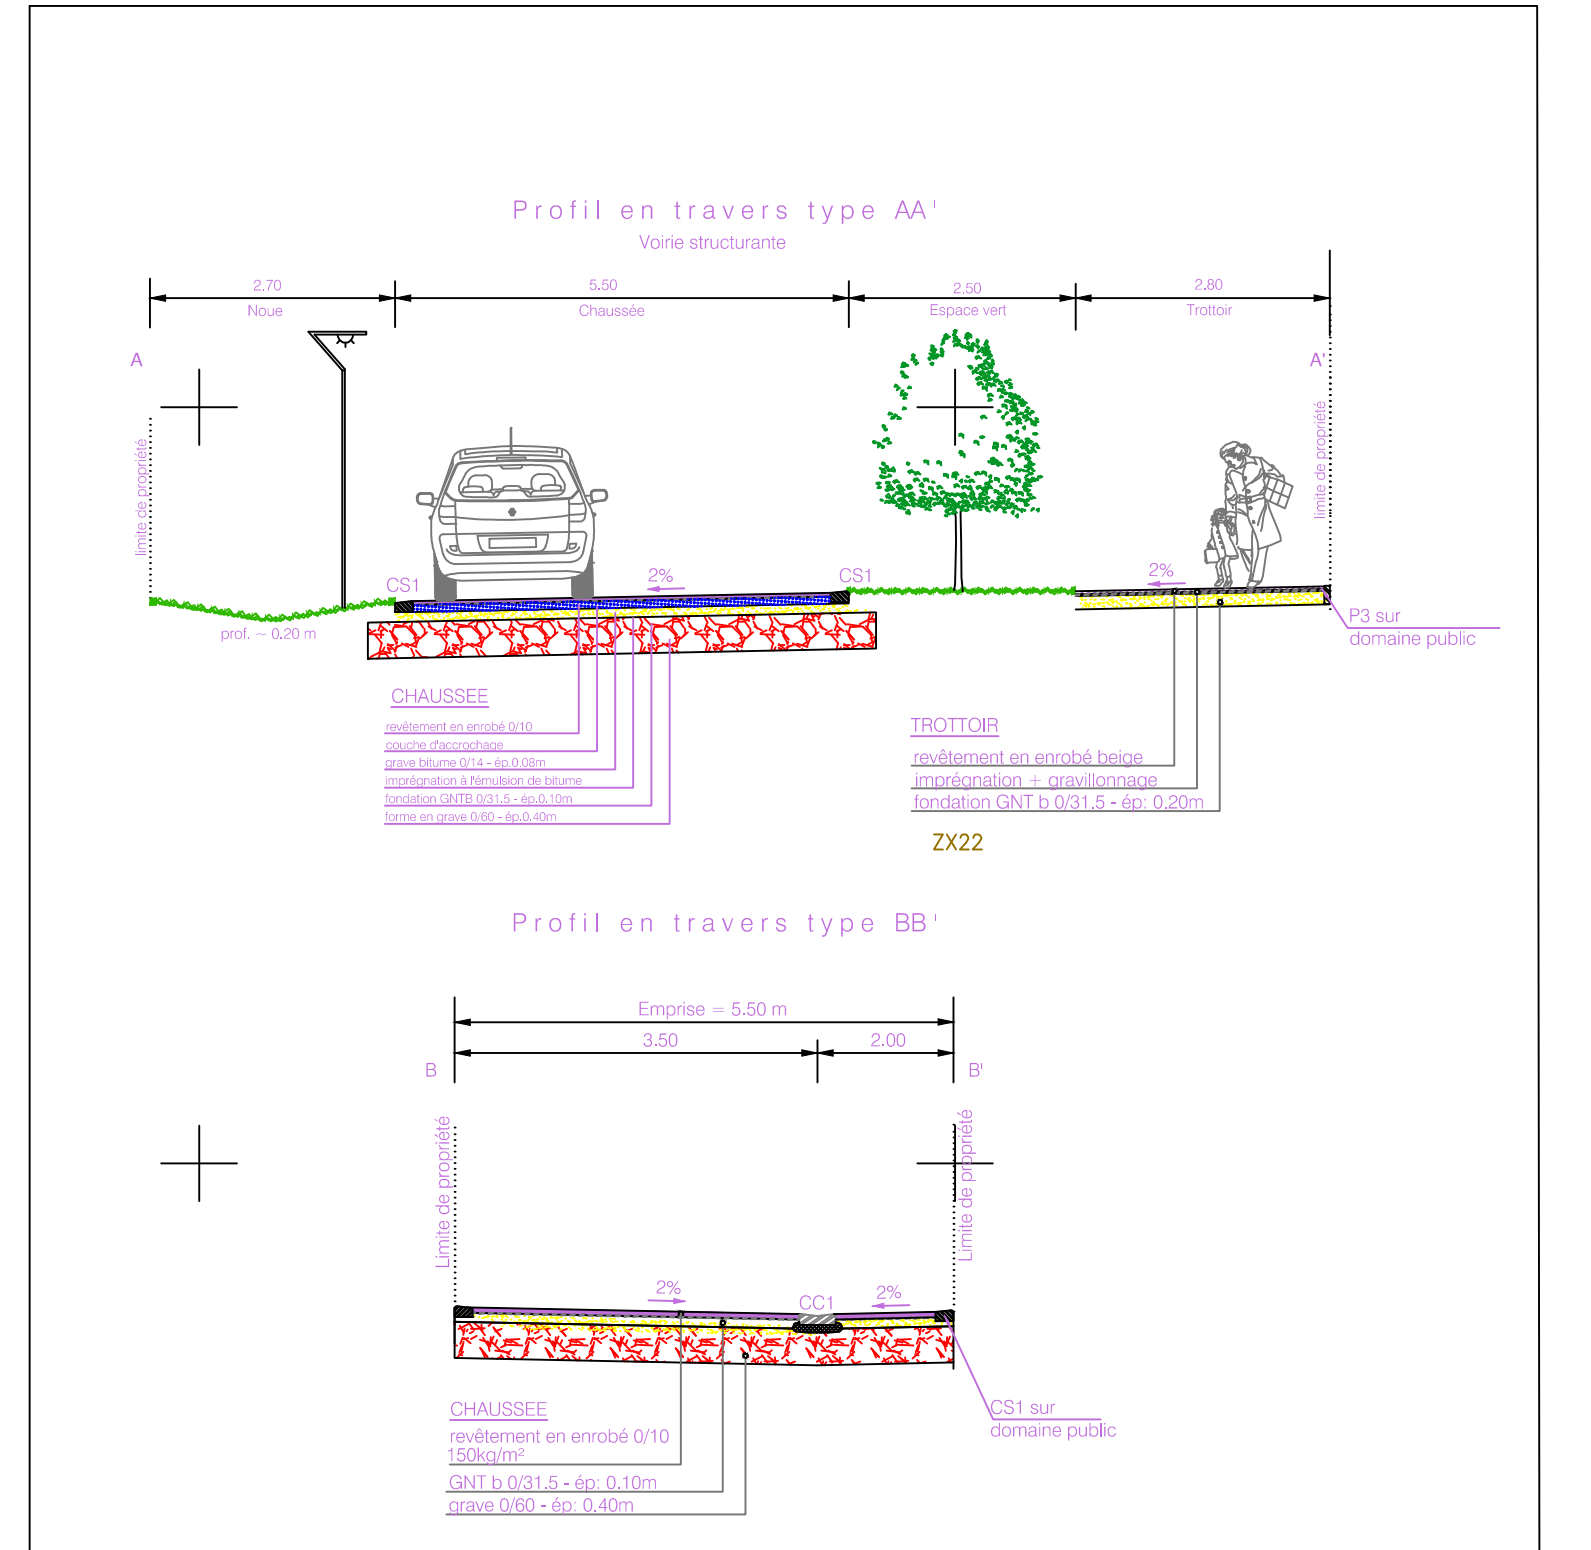 Profil en travers type AA'
Voirie structurante
2.70
5.50
2.50
2.80
Noue
Chaussée
Espace vert
Trottoir
A
A'
limite de propriété
limite de propriété
CS1
2%
CS1
2%
prof. ~ 0.20 m
P3 sur
domaine public
CHAUSSEE
revêtement en enrobé 0/10
couche d'accrochage
grave bitume 0/14 - ép.0.08m
imprégnation à l'émulsion de bitume
fondation GNTB 0/31.5 - ép.0.10m
forme en grave 0/60 - ép.0.40m
TROTTOIR
revêtement en enrobé beige
imprégnation + gravillonnage
fondation GNT b 0/31.5 - ép: 0.20m
ZX22
Profil en travers type BB'
Emprise = 5.50 m
3.50
2.00
B
B'
Limite de propriété
Limite de propriété
2%
CC1
2%
CHAUSSEE
revêtement en enrobé 0/10
150kg/m²
GNT b 0/31.5 - ép: 0.10m
grave 0/60 - ép: 0.40m
CS1 sur
domaine public